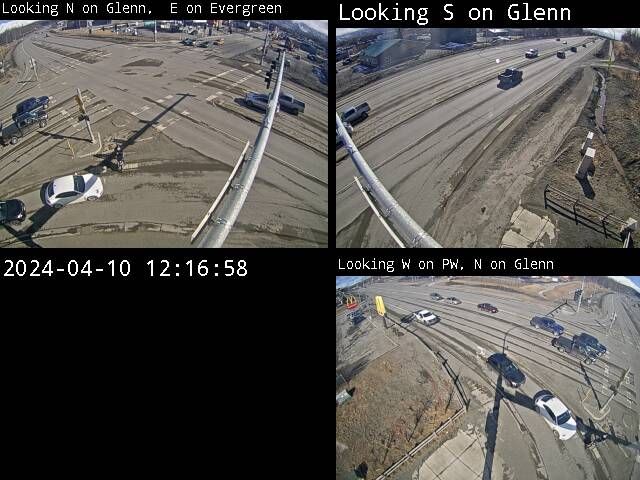 Looking N on Glenn,  E on Evergreen
Looking S on Glenn
2024-04-10 12:16:58
Looking W on PW, N on Glenn